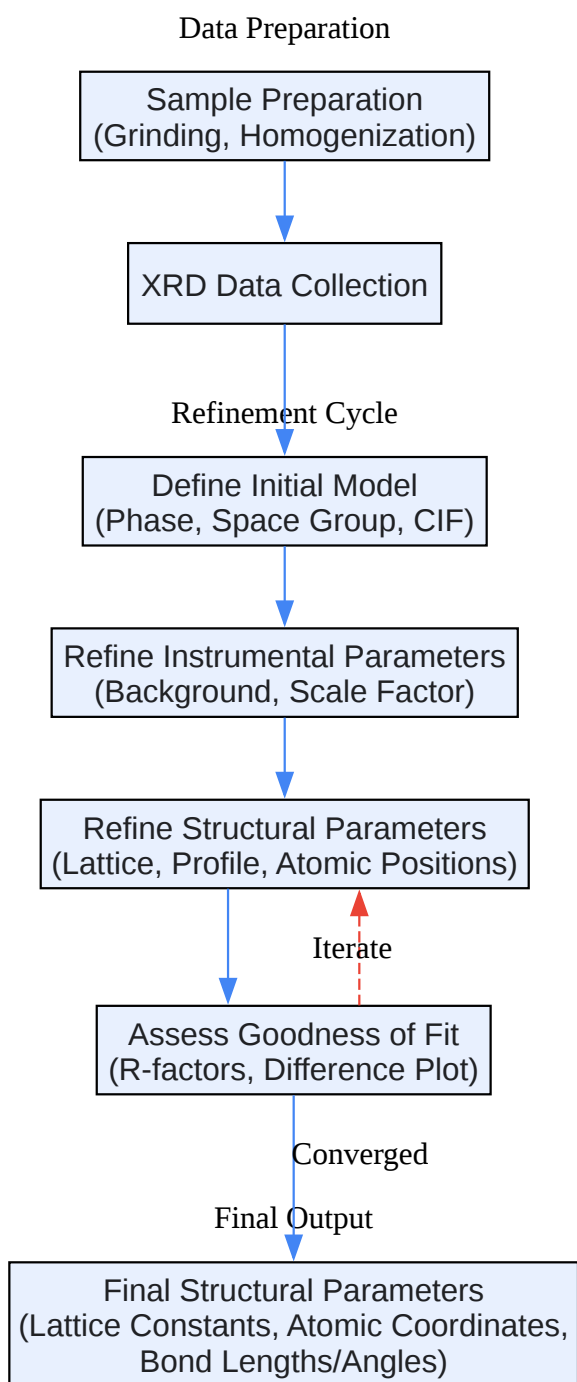 Data Preparation
Sample Preparation
(Grinding, Homogenization)
XRD Data Collection
Refinement Cycle
Define Initial Model
(Phase, Space Group, CIF)
Refine Instrumental Parameters
(Background, Scale Factor)
Refine Structural Parameters
(Lattice, Profile, Atomic Positions)
Iterate
Assess Goodness of Fit
(R-factors, Difference Plot)
Converged
Final Output
Final Structural Parameters
(Lattice Constants, Atomic Coordinates,
Bond Lengths/Angles)